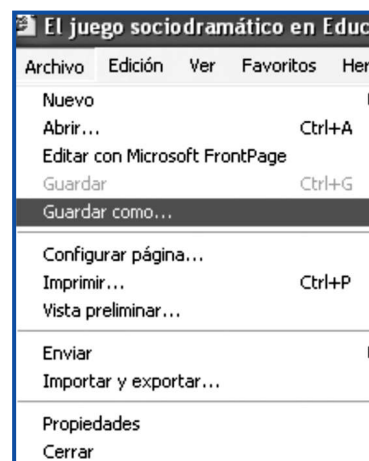 El juego sociodramático en Educ
Archivo Edición Ver Favoritos Her
Nuevo
Abrir... Ctrl+A
Editar con Microsoft FrontPage
Guardar Ctrl+G
Guardar como...
Configurar página...
Imprimir... Ctrl+P
Vista preliminar...
Enviar
Importar y exportar...
Propiedades
Cerrar